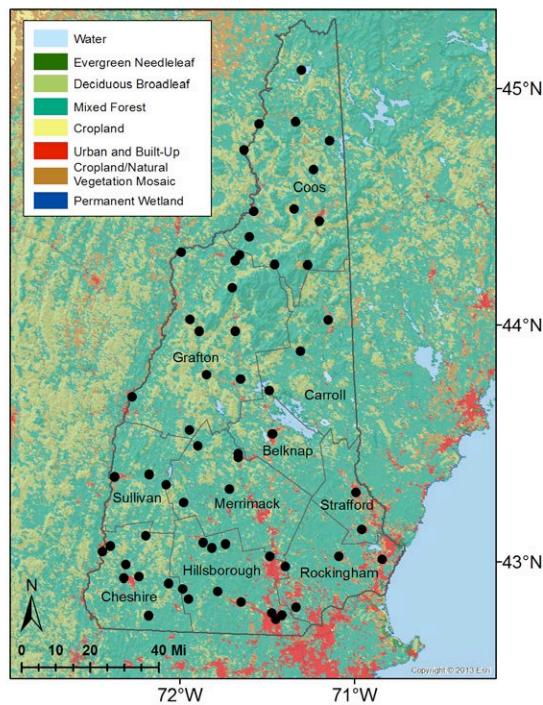 Water
Evergreen Needleleaf
Deciduous Broadleaf
Mixed Forest
Cropland
Urban and Built-Up
Cropland/Natural
Vegetation Mosaic
Permanent Wetland
45°N
Coos
44°N
Grafton
Carroll
Belknap
Sullivan
Merrimack
Strafford
43°N
Hillsborough
Rockingham
Cheshire
N
0 10 20 40 Mi
Copyright © 2013 Esri
72°W 71°W